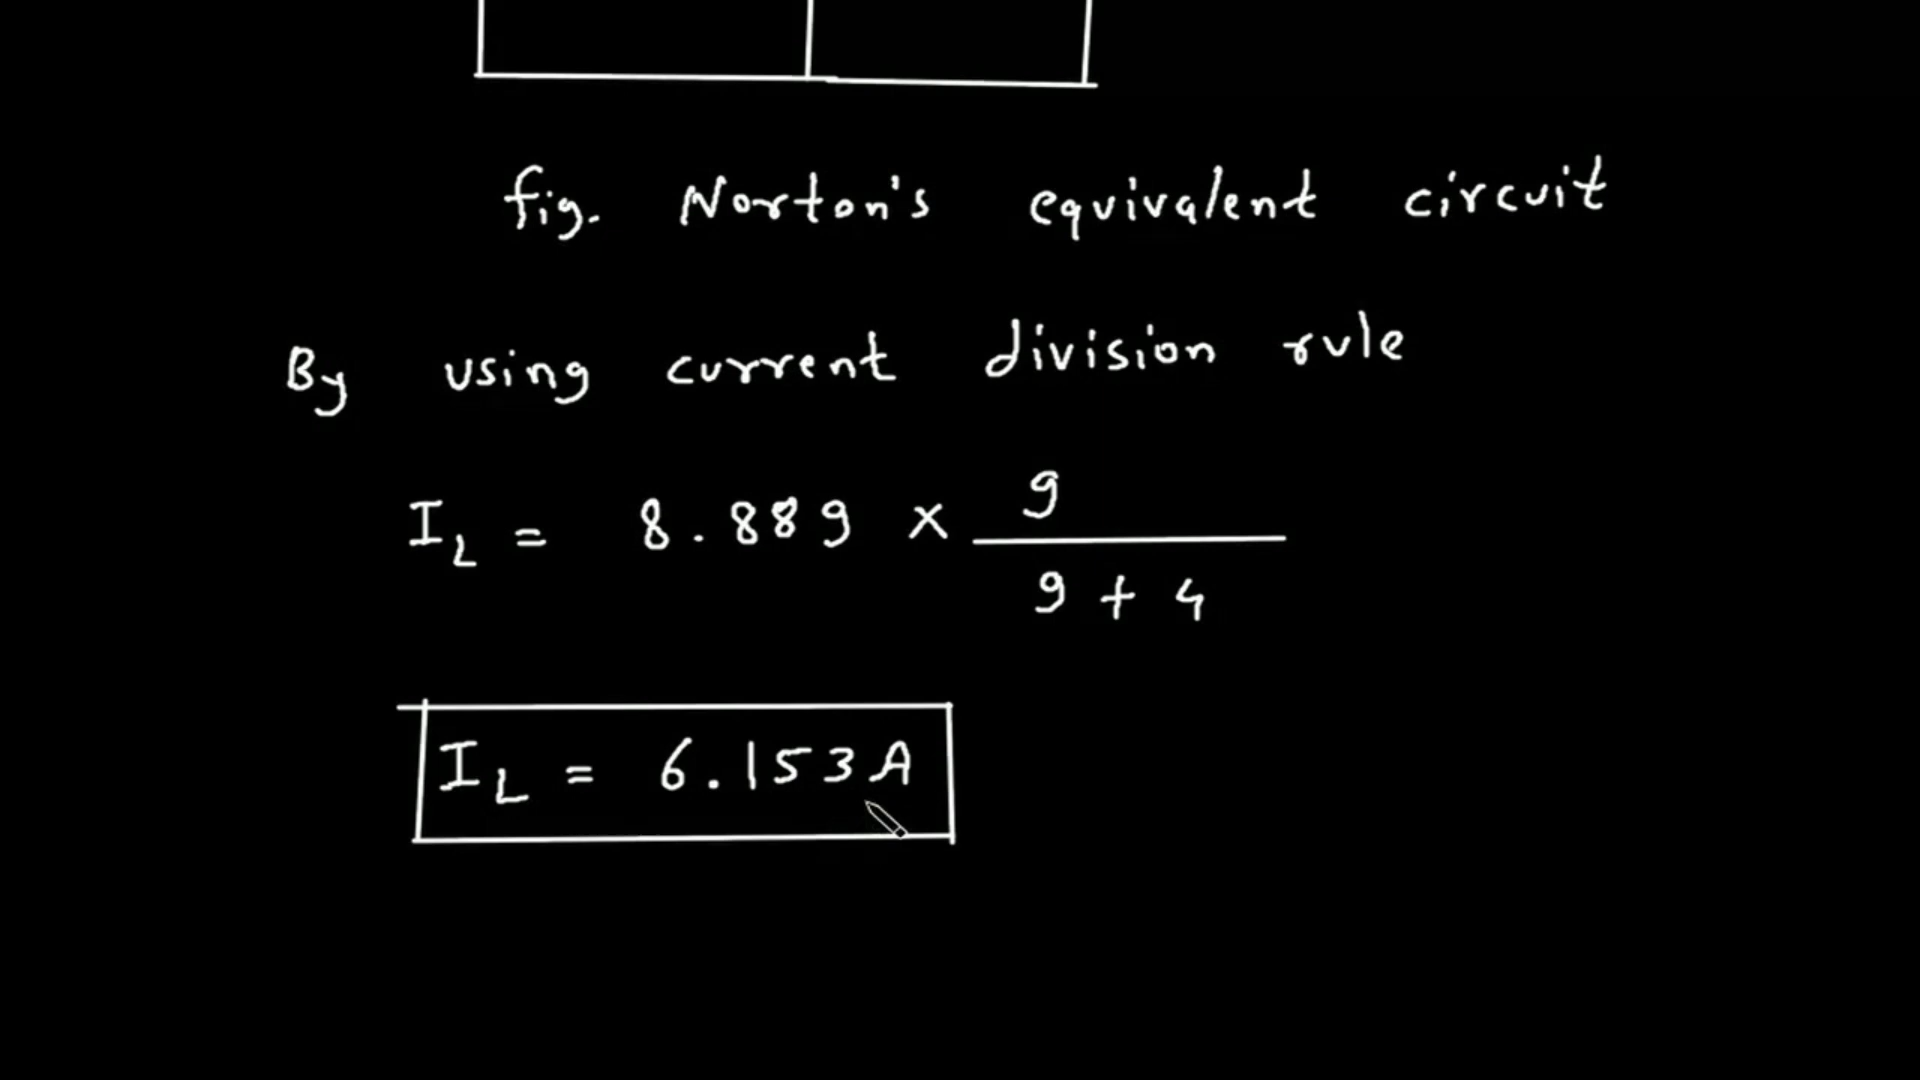 fig. Norton's equivalent circuit
By using current division rule
I_L = 8.889 × 9 / (9 + 4)
I_L = 6.153A